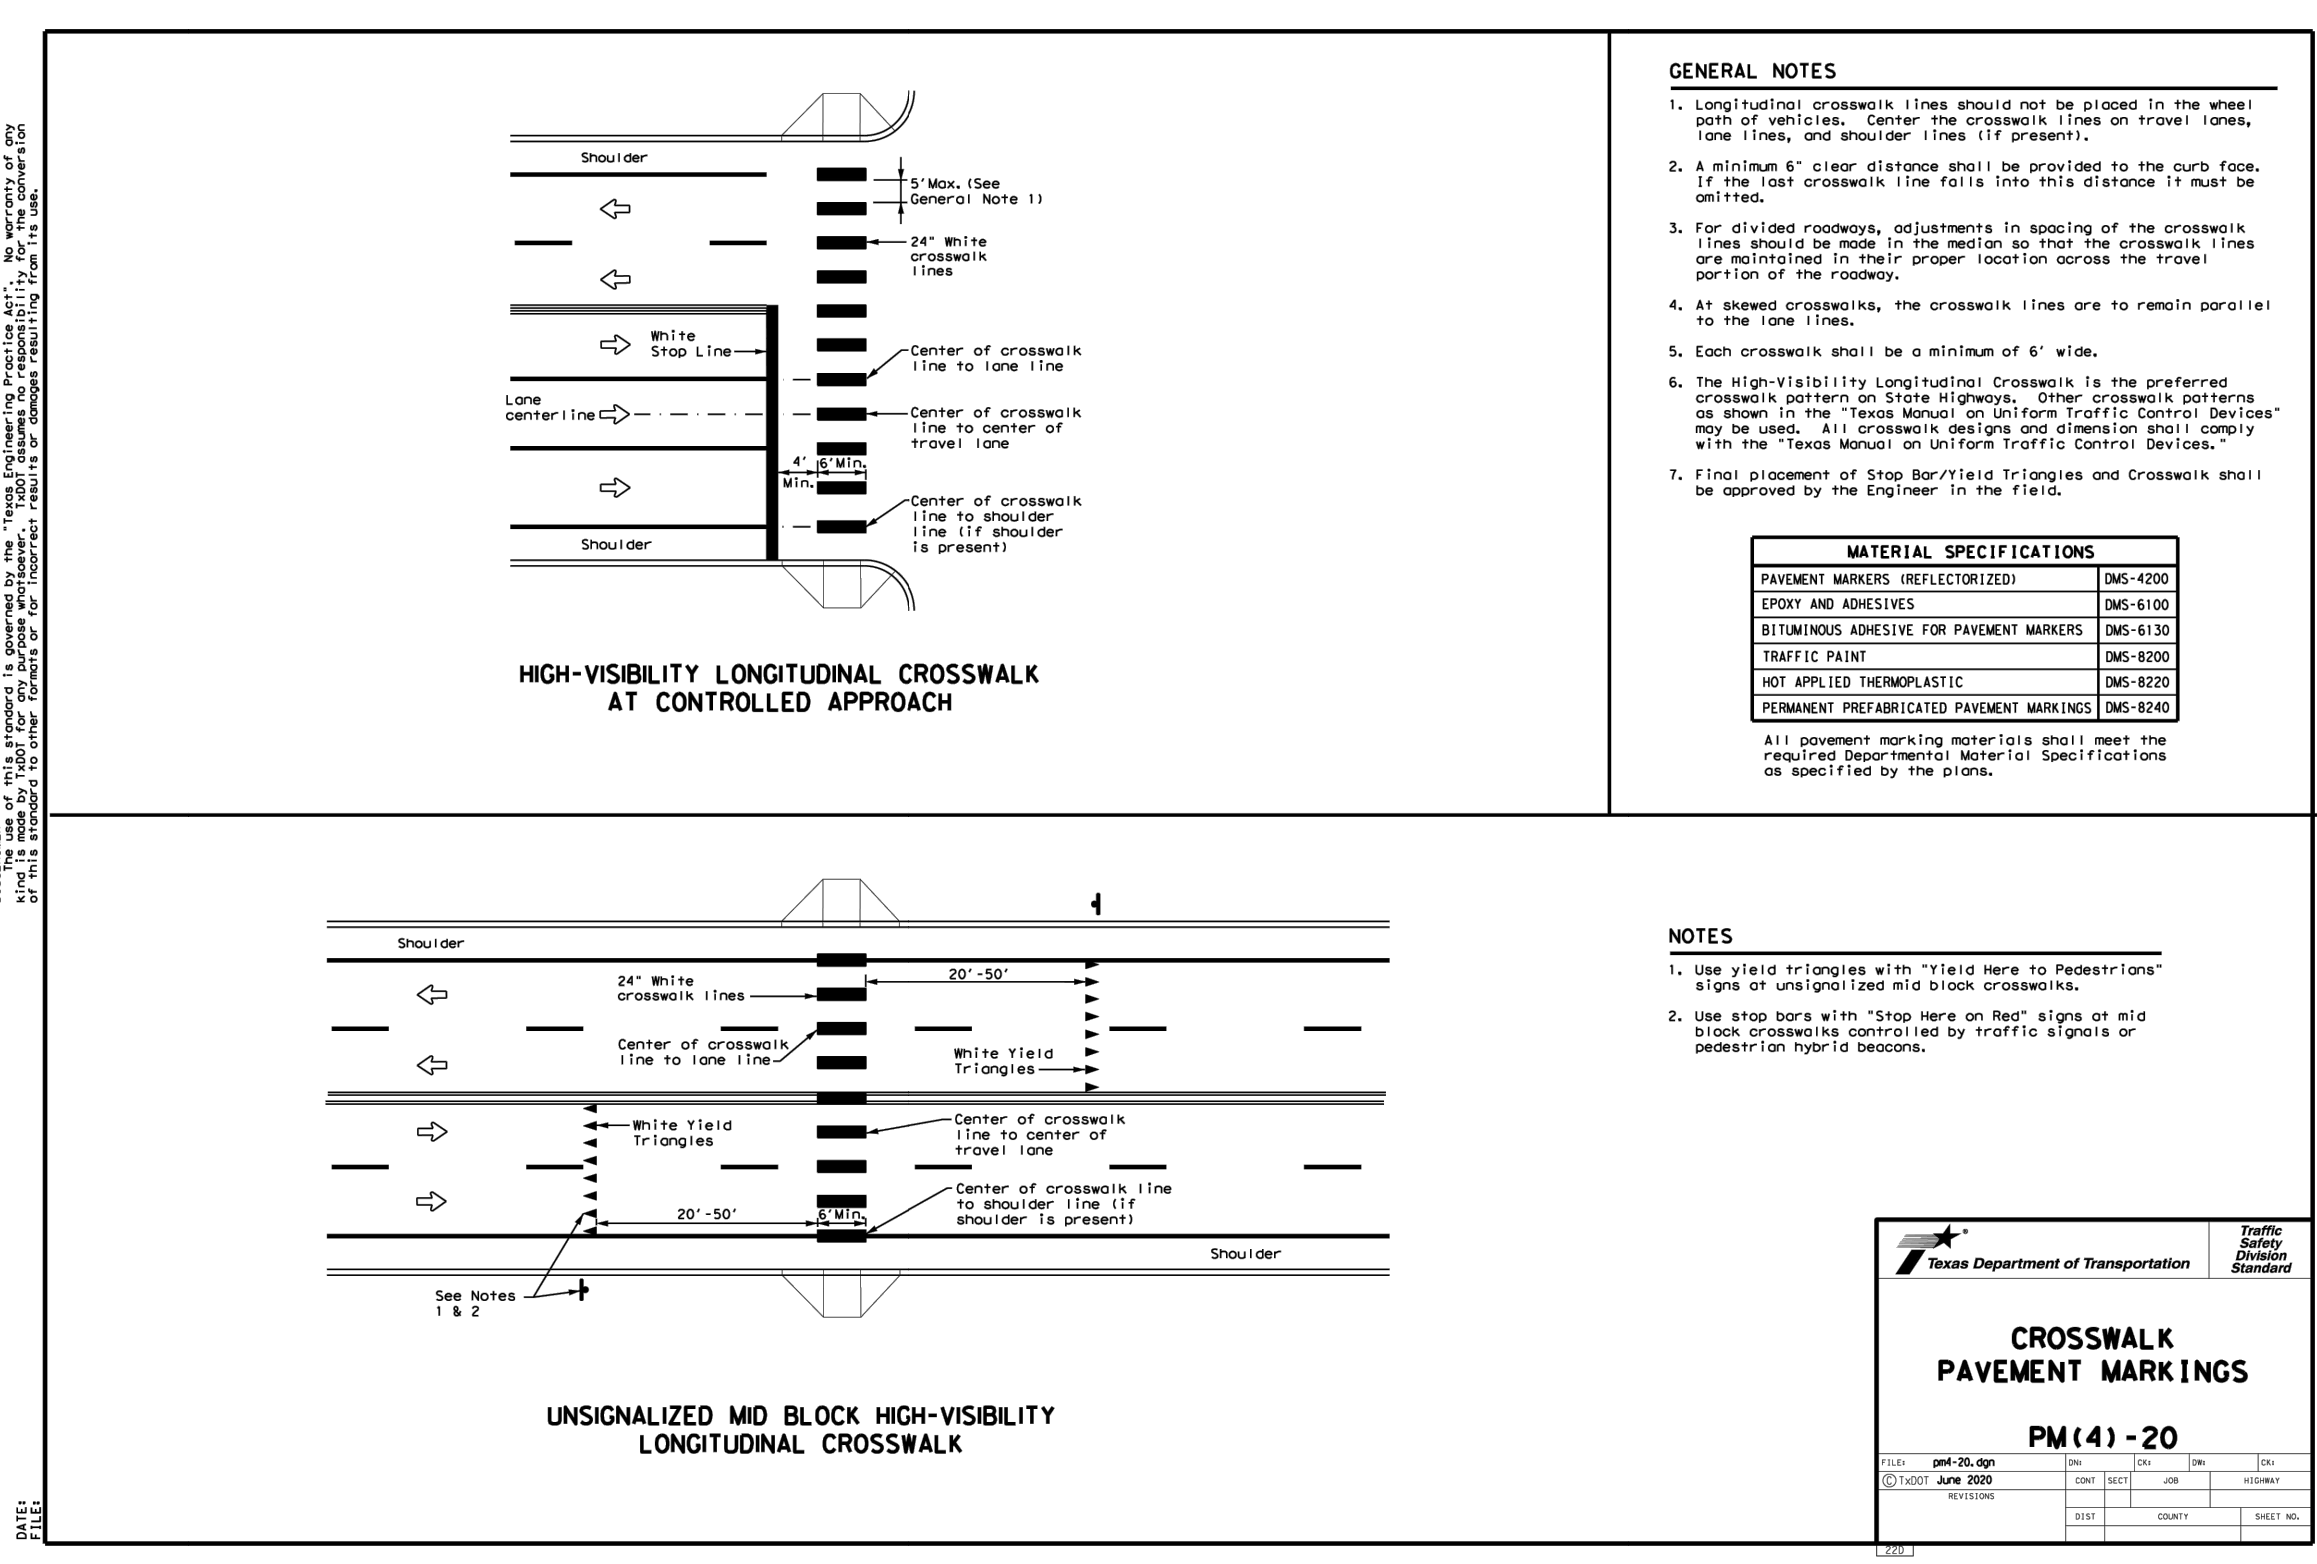 Shoulder
5'Max. (See
General Note 1)
24" White
crosswalk
lines
White
Stop Line
Center of crosswalk
line to lane line
Lane
centerline
Center of crosswalk
line to center of
travel lane
4'
Min.
6'Min.
Center of crosswalk
line to shoulder
line (if shoulder
is present)
Shoulder
HIGH-VISIBILITY LONGITUDINAL CROSSWALK
AT CONTROLLED APPROACH
GENERAL NOTES
1. Longitudinal crosswalk lines should not be placed in the wheel
path of vehicles. Center the crosswalk lines on travel lanes,
lane lines, and shoulder lines (if present).
2. A minimum 6" clear distance shall be provided to the curb face.
If the last crosswalk line falls into this distance it must be
omitted.
3. For divided roadways, adjustments in spacing of the crosswalk
lines should be made in the median so that the crosswalk lines
are maintained in their proper location across the travel
portion of the roadway.
4. At skewed crosswalks, the crosswalk lines are to remain parallel
to the lane lines.
5. Each crosswalk shall be a minimum of 6' wide.
6. The High-Visibility Longitudinal Crosswalk is the preferred
crosswalk pattern on State Highways. Other crosswalk patterns
as shown in the "Texas Manual on Uniform Traffic Control Devices"
may be used. All crosswalk designs and dimension shall comply
with the "Texas Manual on Uniform Traffic Control Devices."
7. Final placement of Stop Bar/Yield Triangles and Crosswalk shall
be approved by the Engineer in the field.
MATERIAL SPECIFICATIONS
PAVEMENT MARKERS (REFLECTORIZED) DMS-4200
EPOXY AND ADHESIVES DMS-6100
BITUMINOUS ADHESIVE FOR PAVEMENT MARKERS DMS-6130
TRAFFIC PAINT DMS-8200
HOT APPLIED THERMOPLASTIC DMS-8220
PERMANENT PREFABRICATED PAVEMENT MARKINGS DMS-8240
All pavement marking materials shall meet the
required Departmental Material Specifications
as specified by the plans.
Shoulder
24" White
crosswalk lines
20'-50'
Center of crosswalk
line to lane line
White Yield
Triangles
White Yield
Triangles
Center of crosswalk
line to center of
travel lane
Center of crosswalk line
to shoulder line (if
shoulder is present)
20'-50'
6'Min.
Shoulder
See Notes
1 & 2
UNSIGNALIZED MID BLOCK HIGH-VISIBILITY
LONGITUDINAL CROSSWALK
NOTES
1. Use yield triangles with "Yield Here to Pedestrians"
signs at unsignalized mid block crosswalks.
2. Use stop bars with "Stop Here on Red" signs at mid
block crosswalks controlled by traffic signals or
pedestrian hybrid beacons.
Texas Department of Transportation
Traffic
Safety
Division
Standard
CROSSWALK
PAVEMENT MARKINGS
PM(4)-20
FILE: pm4-20.dgn DN: CK: DW: CK:
© TxDOT June 2020 CONT SECT JOB HIGHWAY
REVISIONS
DIST COUNTY SHEET NO.
22D
The use of this standard is governed by the "Texas Engineering Practice Act". No warranty of any
kind is made by TxDOT for any purpose whatsoever. TxDOT assumes no responsibility for the conversion
of this standard to other formats or for incorrect results or damages resulting from its use.
DATE:
FILE: